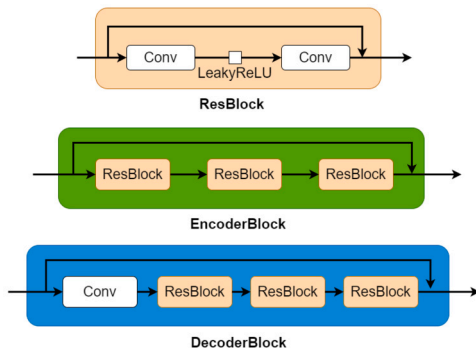 Conv Conv
LeakyReLU
ResBlock
ResBlock ResBlock ResBlock
EncoderBlock
Conv ResBlock ResBlock ResBlock
DecoderBlock